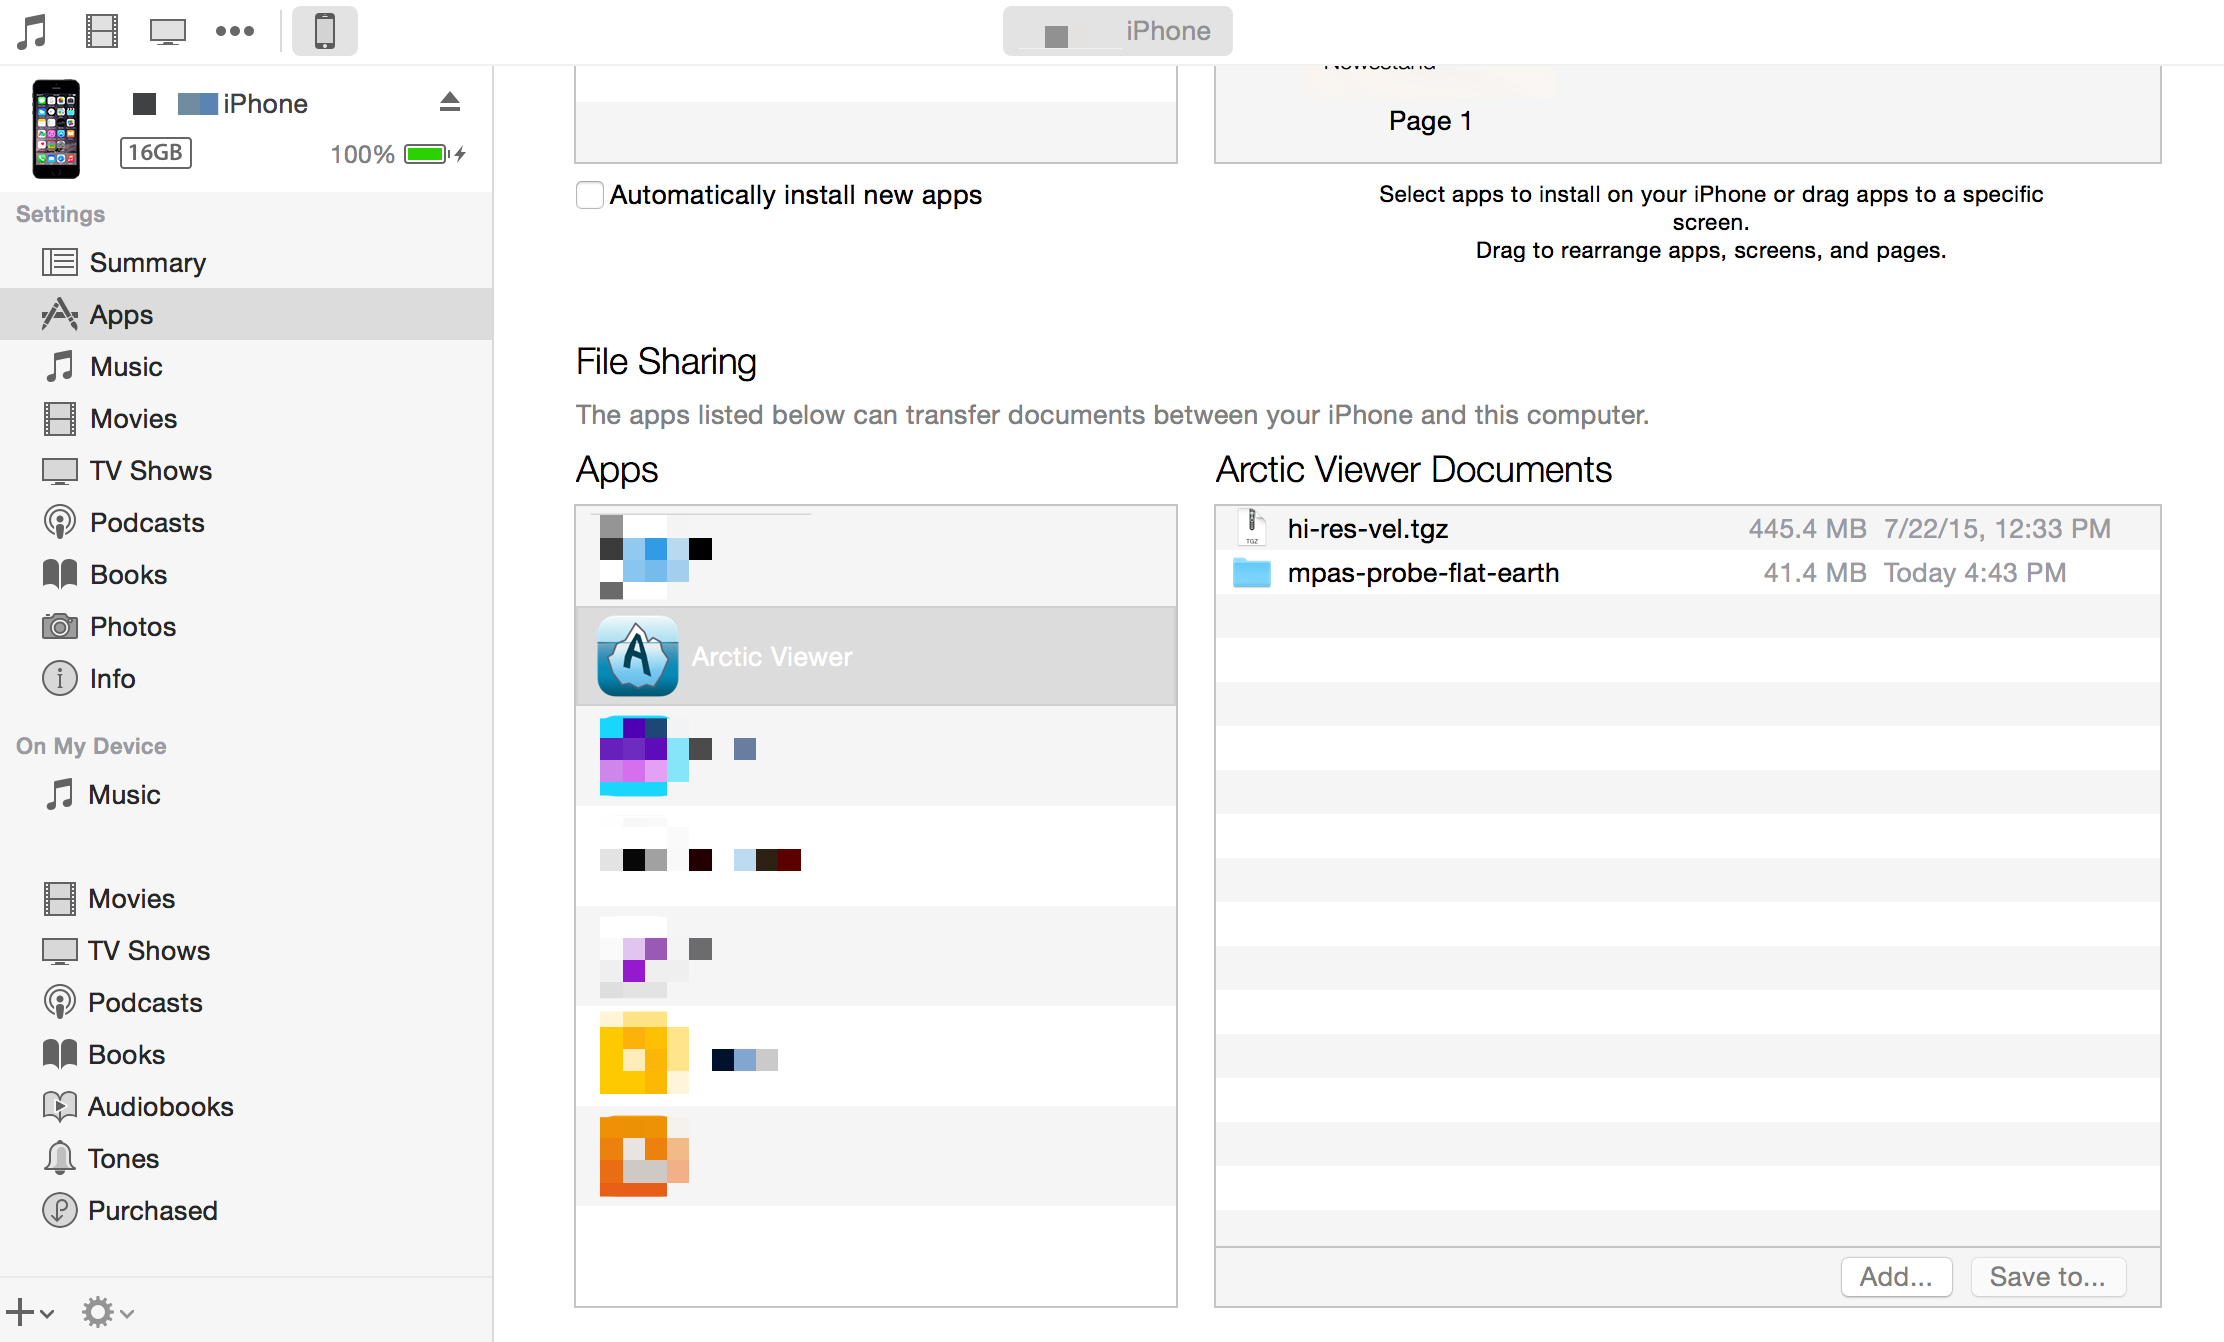 iPhone
iPhone
16GB
100%
Settings
Summary
Apps
Music
Movies
TV Shows
Podcasts
Books
Photos
Info
On My Device
Music
Movies
TV Shows
Podcasts
Books
Audiobooks
Tones
Purchased
Newsstand
Page 1
Automatically install new apps
Select apps to install on your iPhone or drag apps to a specific
screen.
Drag to rearrange apps, screens, and pages.
File Sharing
The apps listed below can transfer documents between your iPhone and this computer.
Apps
Arctic Viewer
Arctic Viewer Documents
TGZ
hi-res-vel.tgz 445.4 MB 7/22/15, 12:33 PM
mpas-probe-flat-earth 41.4 MB Today 4:43 PM
Add...
Save to...